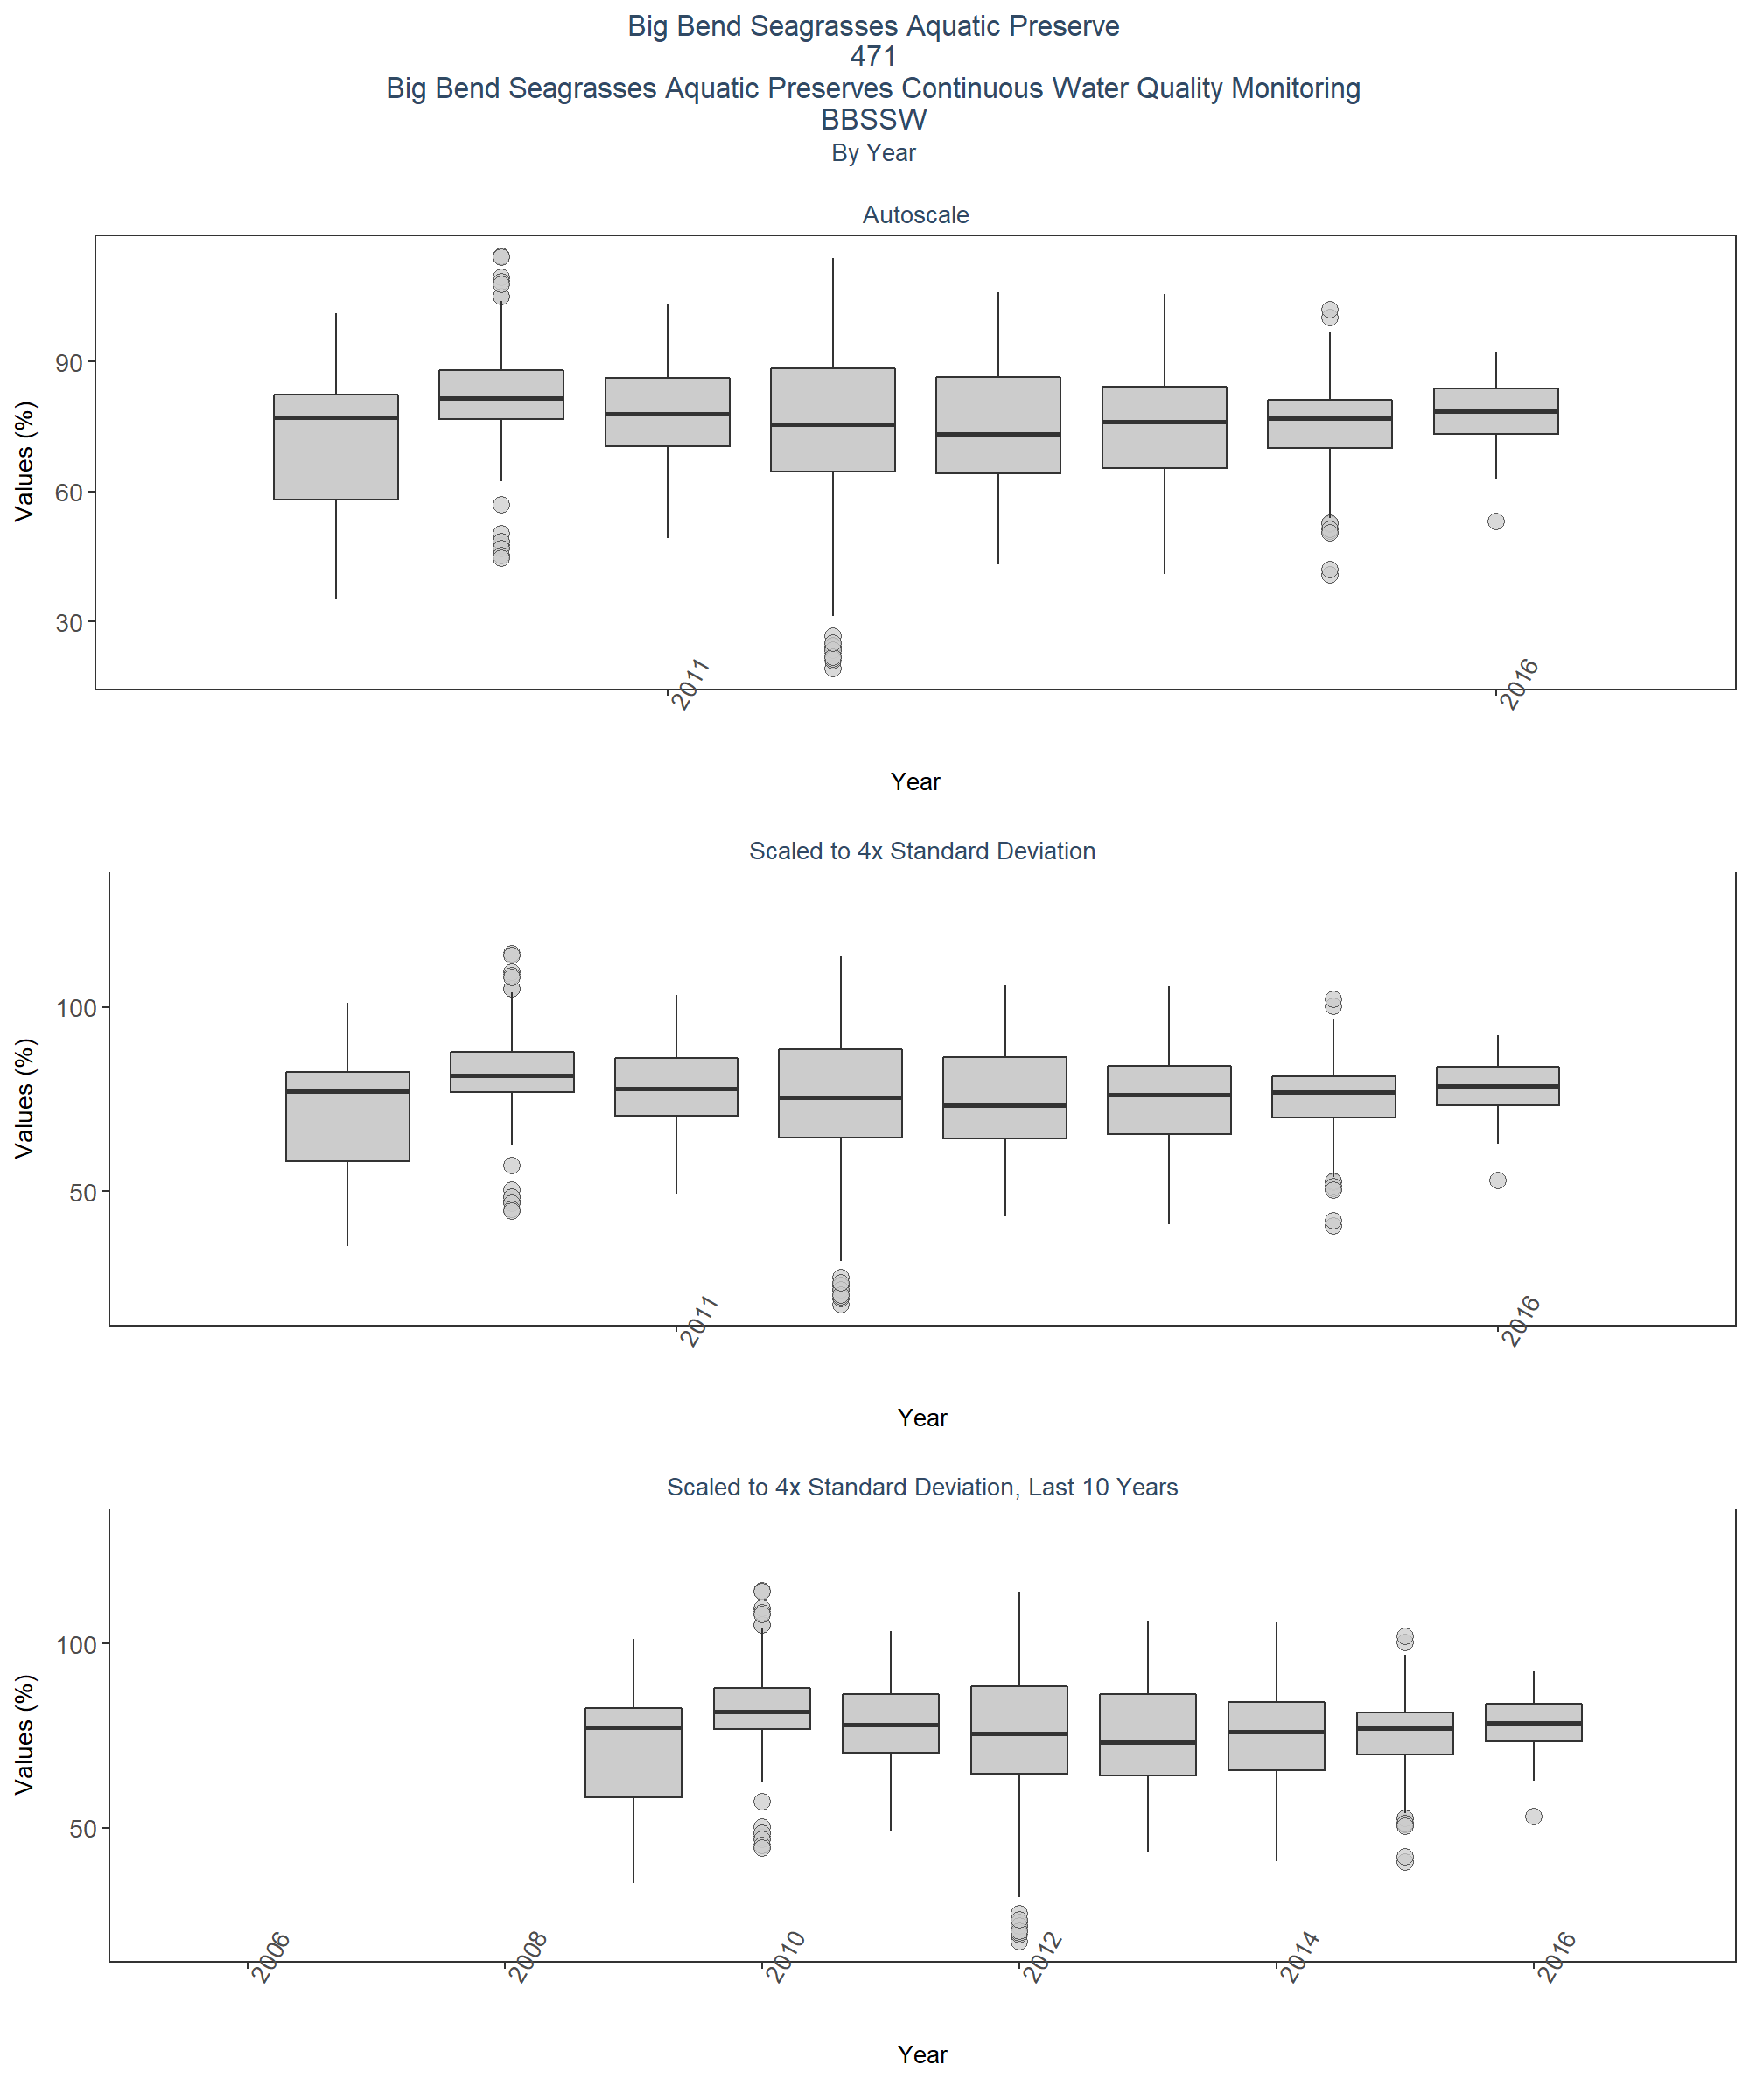 Big Bend Seagrasses Aquatic Preserve
471
Big Bend Seagrasses Aquatic Preserves Continuous Water Quality Monitoring
BBSSW
By Year
Autoscale
Values (%)
90
60
30
2011
2016
Year
Scaled to 4x Standard Deviation
Values (%)
100
50
2011
2016
Year
Scaled to 4x Standard Deviation, Last 10 Years
Values (%)
100
50
2006
2008
2010
2012
2014
2016
Year